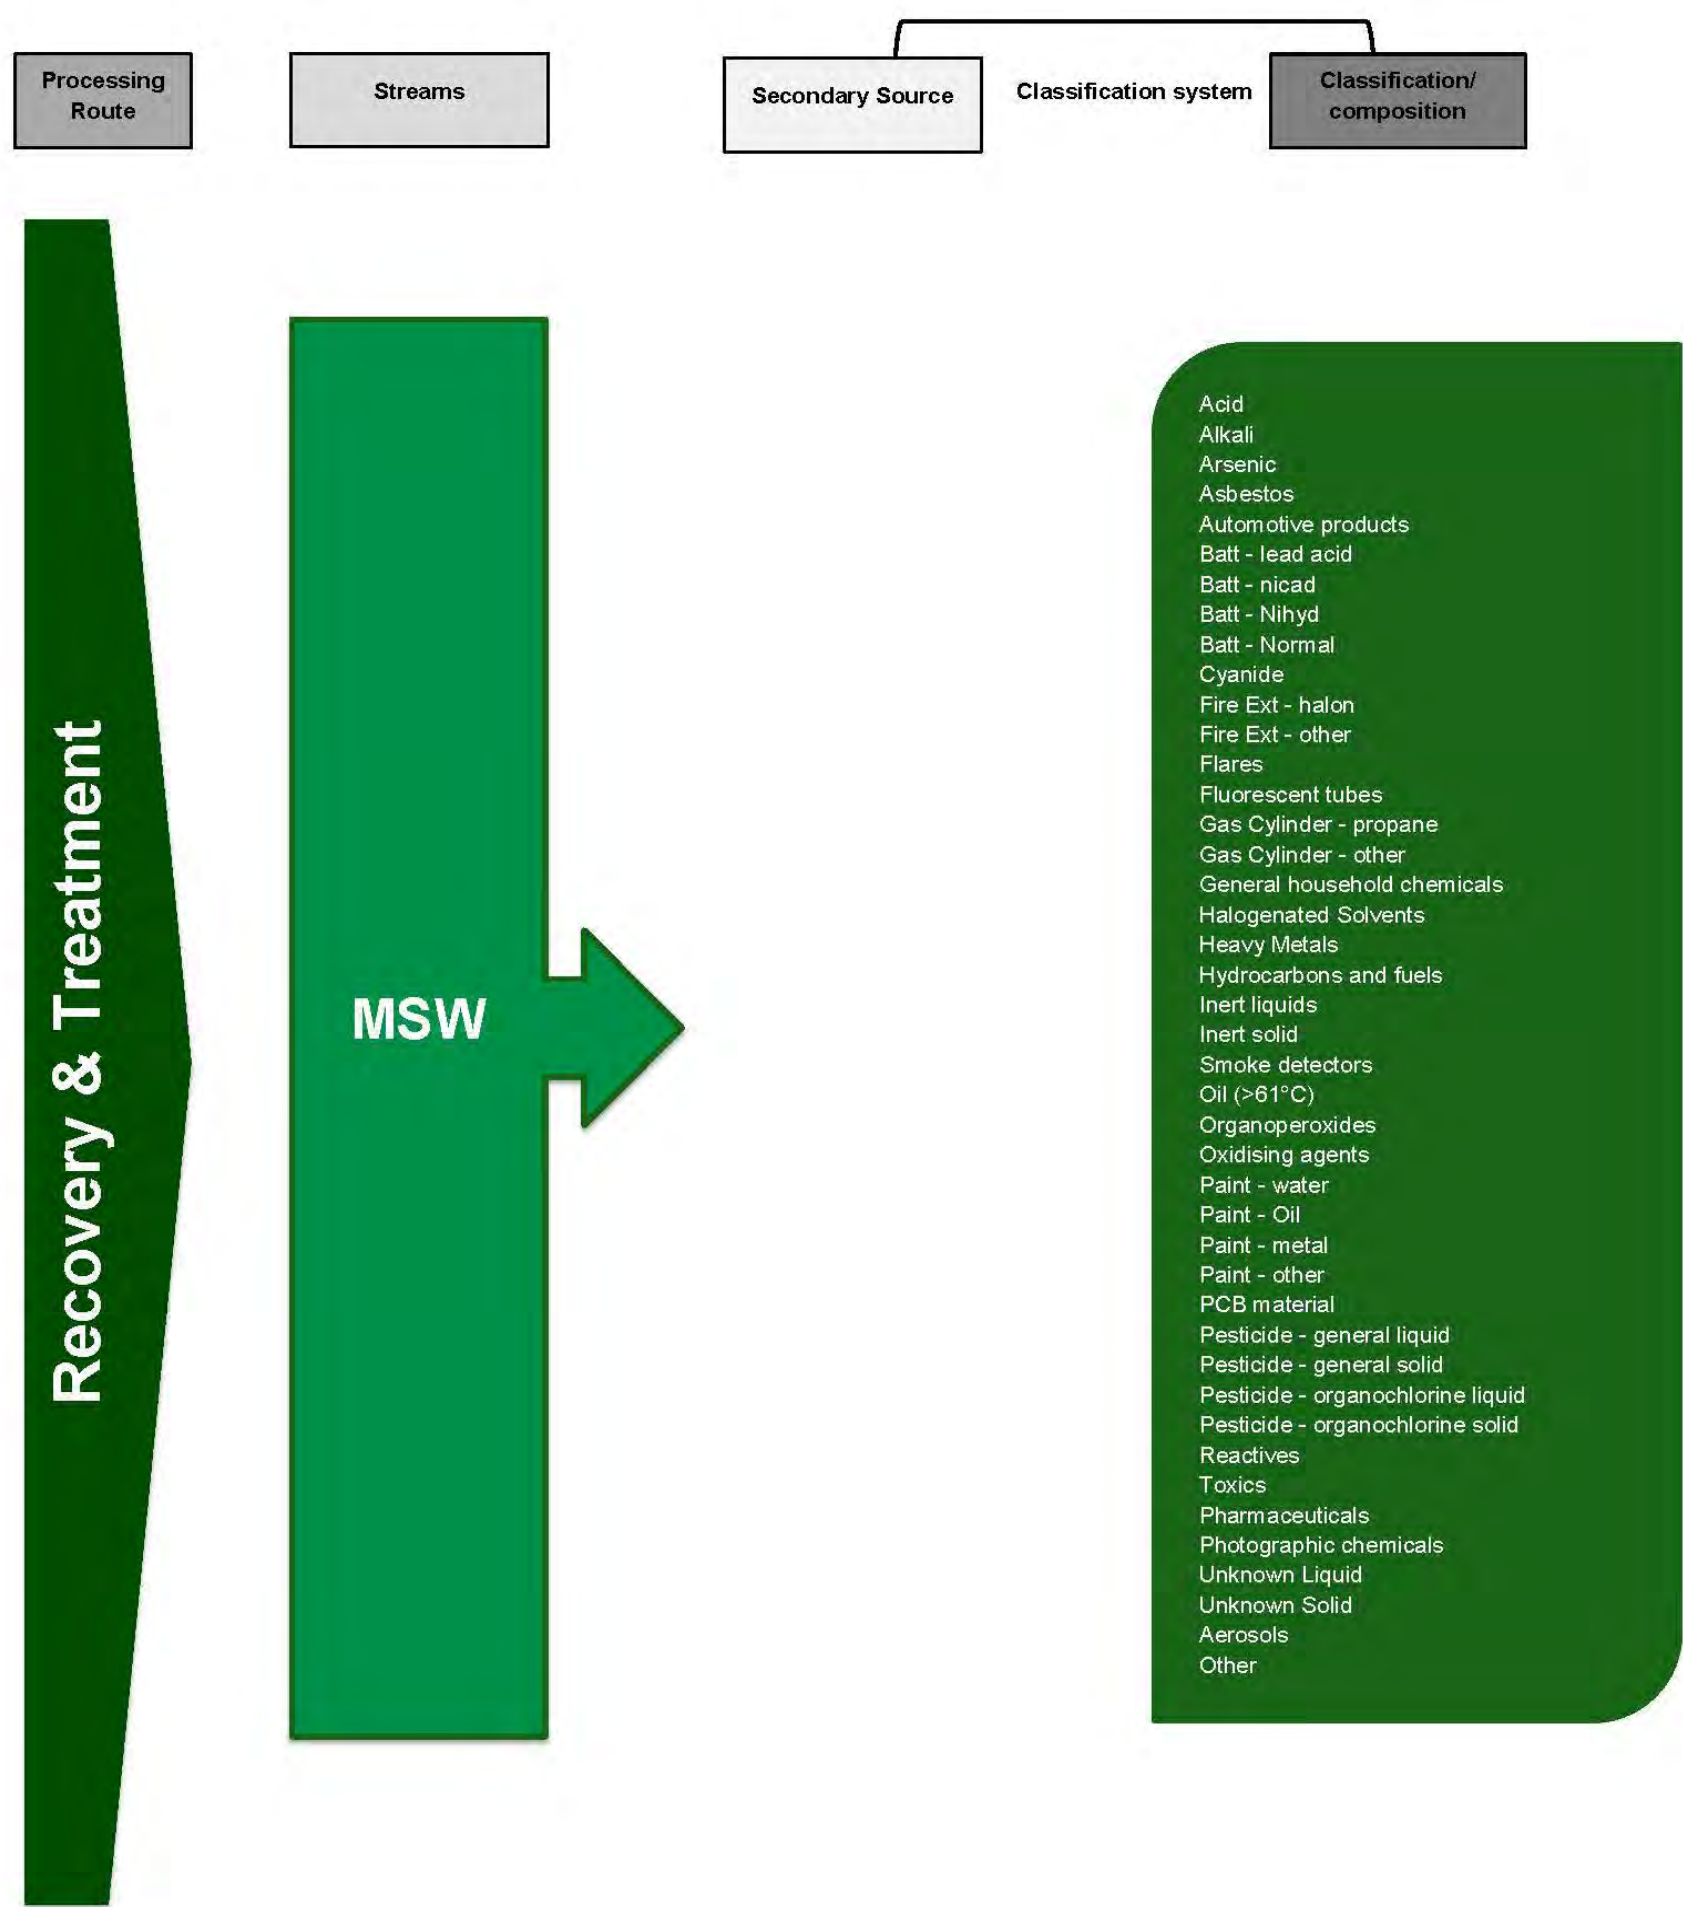 Processing
Route
Streams
Secondary Source
Classification system
Classification/
composition
Recovery & Treatment
MSW
Acid
Alkali
Arsenic
Asbestos
Automotive products
Batt - lead acid
Batt - nicad
Batt - Nihyd
Batt - Normal
Cyanide
Fire Ext - halon
Fire Ext - other
Flares
Fluorescent tubes
Gas Cylinder - propane
Gas Cylinder - other
General household chemicals
Halogenated Solvents
Heavy Metals
Hydrocarbons and fuels
Inert liquids
Inert solid
Smoke detectors
Oil (>61°C)
Organoperoxides
Oxidising agents
Paint - water
Paint - Oil
Paint - metal
Paint - other
PCB material
Pesticide - general liquid
Pesticide - general solid
Pesticide - organochlorine liquid
Pesticide - organochlorine solid
Reactives
Toxics
Pharmaceuticals
Photographic chemicals
Unknown Liquid
Unknown Solid
Aerosols
Other